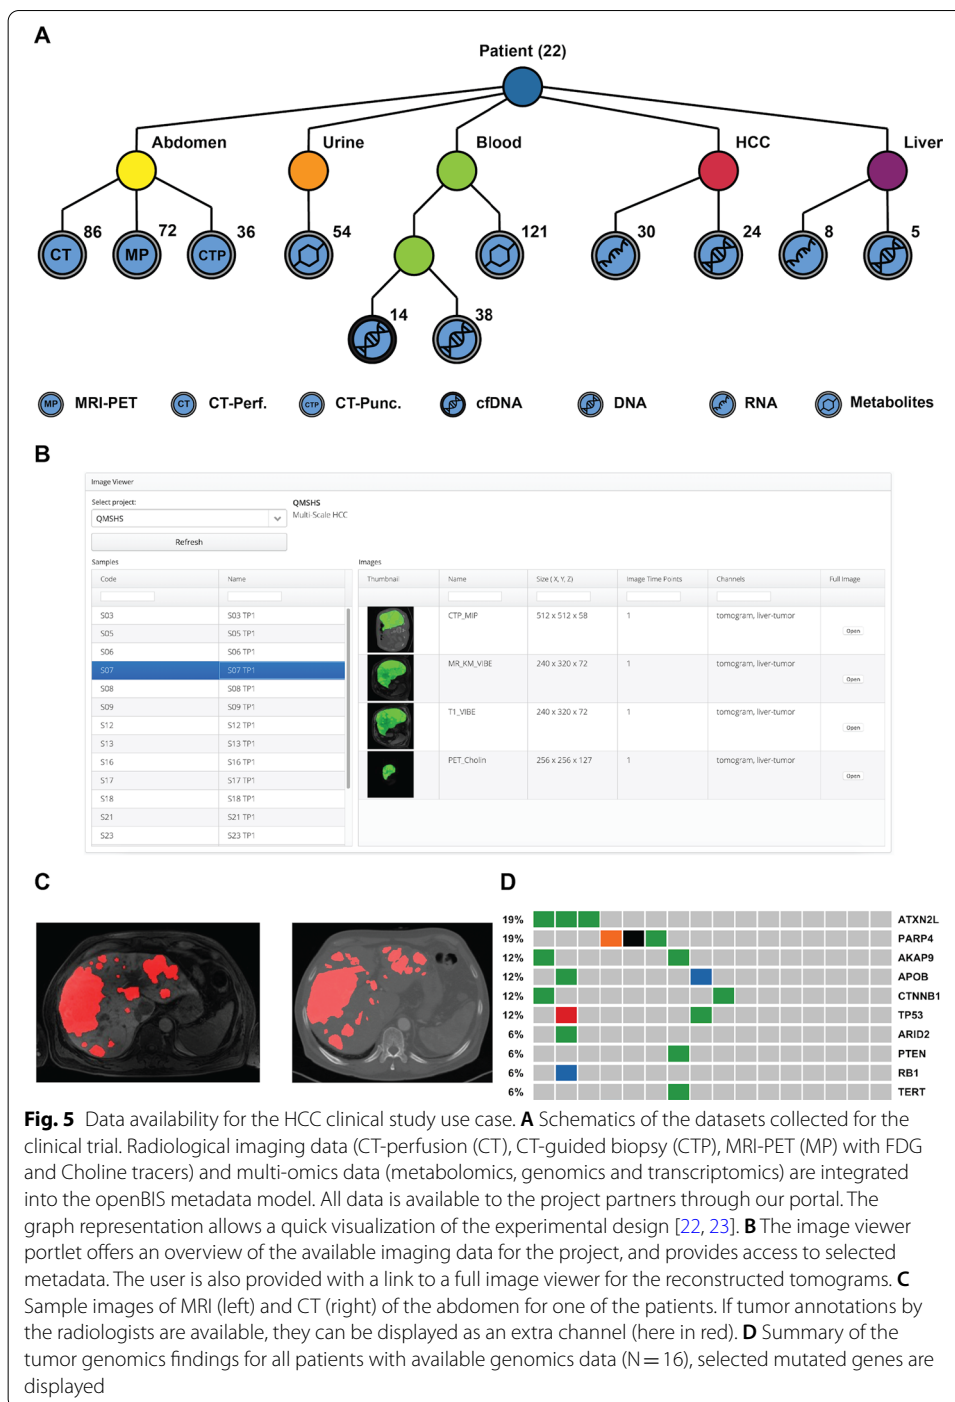 A
Patient (22)
Abdomen
Urine
Blood
HCC
Liver
86
72
36
54
121
30
24
8
5
CT
MP
CTP
14
38
MP MRI-PET
CT CT-Perf.
CTP CT-Punc.
cfDNA
DNA
RNA
Metabolites
B
Image Viewer
Select project:
QMSHS
Refresh
QMSHS
Multi-Scale HCC
Samples
Code Name
S03 S03 TP1
S05 S05 TP1
S06 S06 TP1
S07 S07 TP1
S08 S08 TP1
S09 S09 TP1
S12 S12 TP1
S13 S13 TP1
S16 S16 TP1
S17 S17 TP1
S18 S18 TP1
S21 S21 TP1
S23 S23 TP1
Images
Thumbnail Name Size ( X, Y, Z) Image Time Points Channels Full Image
CTP_MIP 512 x 512 x 58 1 tomogram, liver-tumor Open
MR_KM_VIBE 240 x 320 x 72 1 tomogram, liver-tumor Open
T1_VIBE 240 x 320 x 72 1 tomogram, liver-tumor Open
PET_Cholin 256 x 256 x 127 1 tomogram, liver-tumor Open
C
D
19% ATXN2L
19% PARP4
12% AKAP9
12% APOB
12% CTNNB1
12% TP53
6% ARID2
6% PTEN
6% RB1
6% TERT
Fig. 5 Data availability for the HCC clinical study use case. A Schematics of the datasets collected for the
clinical trial. Radiological imaging data (CT-perfusion (CT), CT-guided biopsy (CTP), MRI-PET (MP) with FDG
and Choline tracers) and multi-omics data (metabolomics, genomics and transcriptomics) are integrated
into the openBIS metadata model. All data is available to the project partners through our portal. The
graph representation allows a quick visualization of the experimental design [22, 23]. B The image viewer
portlet offers an overview of the available imaging data for the project, and provides access to selected
metadata. The user is also provided with a link to a full image viewer for the reconstructed tomograms. C
Sample images of MRI (left) and CT (right) of the abdomen for one of the patients. If tumor annotations by
the radiologists are available, they can be displayed as an extra channel (here in red). D Summary of the
tumor genomics findings for all patients with available genomics data (N = 16), selected mutated genes are
displayed